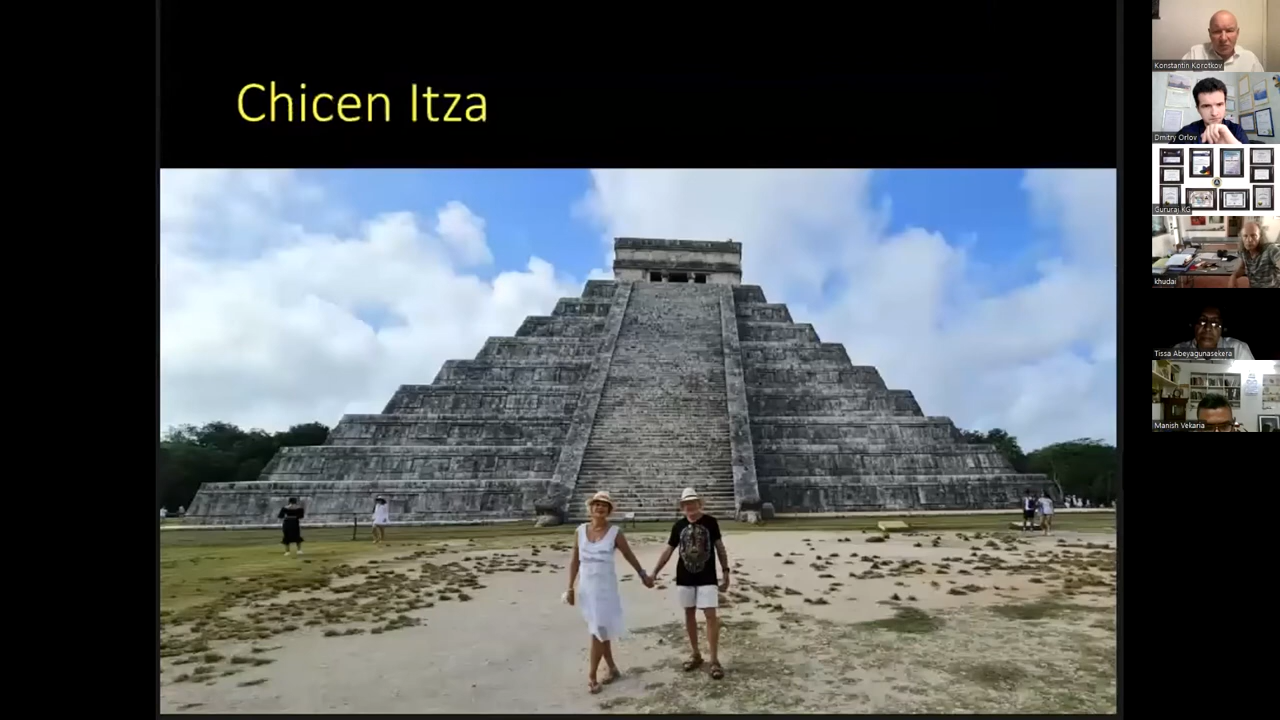 Chicen Itza
Konstantin Korotkov
Dmitry Orlov
Gururaj KG
khudai
Tissa Abeyagunasekera
Manish Vekaria